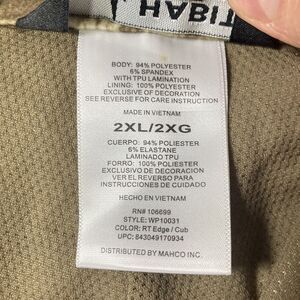 HABIT
BODY: 94% POLYESTER
6% SPANDEX
WITH TPU LAMINATION
LINING: 100% POLYESTER
EXCLUSIVE OF DECORATION
SEE REVERSE FOR CARE INSTRUCTION
MADE IN VIETNAM
2XL/2XG
CUERPO: 94% POLIESTER
6% ELASTANE
LAMINADO TPU
FORRO: 100% POLIESTER
EXCLUSIVO DE DECORACION
VER EL REVERSO PARA
INSTRUCCIONES DE CUIDADO
HECHO EN VIETNAM
RN# 106699
STYLE: WP10031
COLOR: RT Edge / Cub
UPC: 843049170934
DISTRIBUTED BY MAHCO INC.